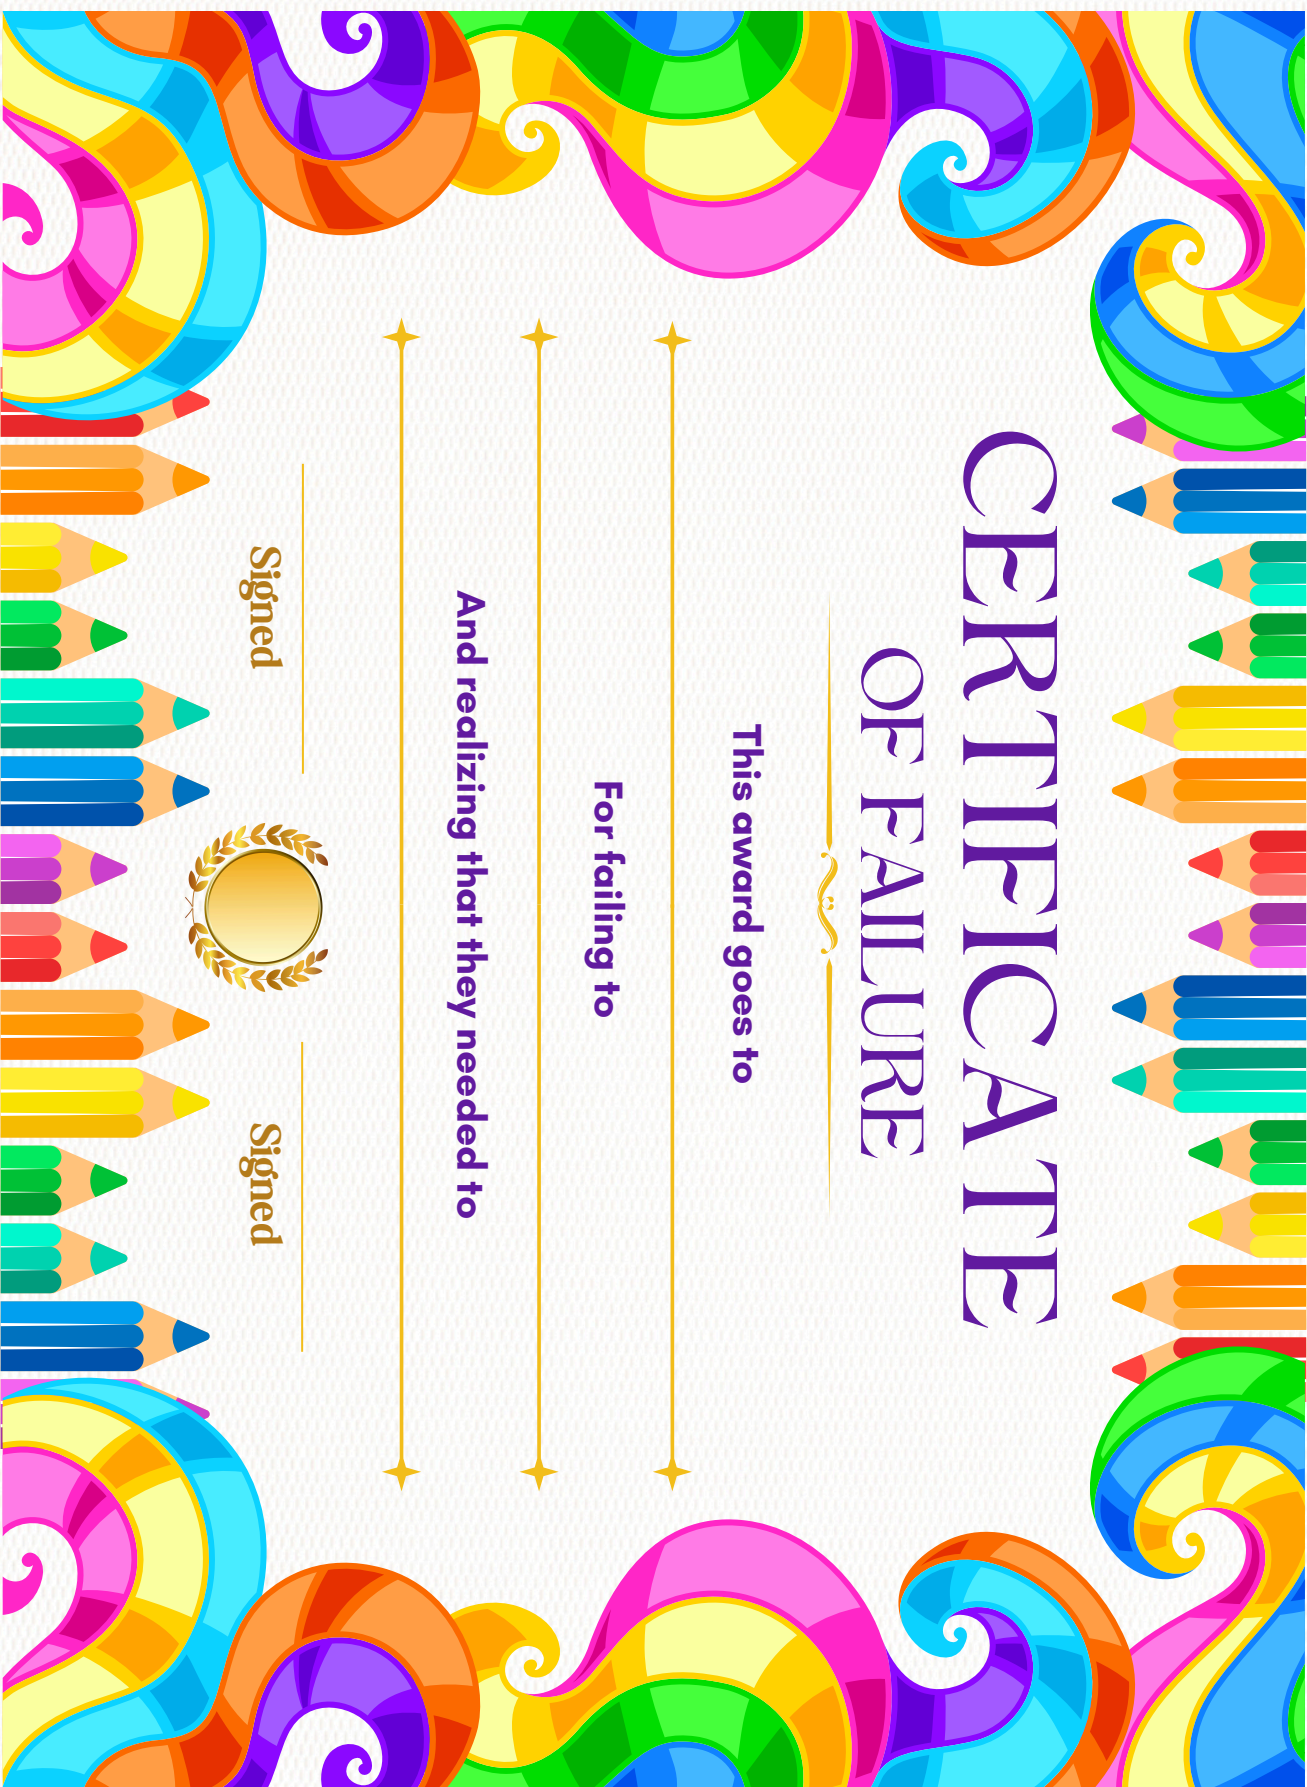 CERTIFICATE
OF FAILURE
This award goes to
For failing to
And realizing that they needed to
Signed
Signed